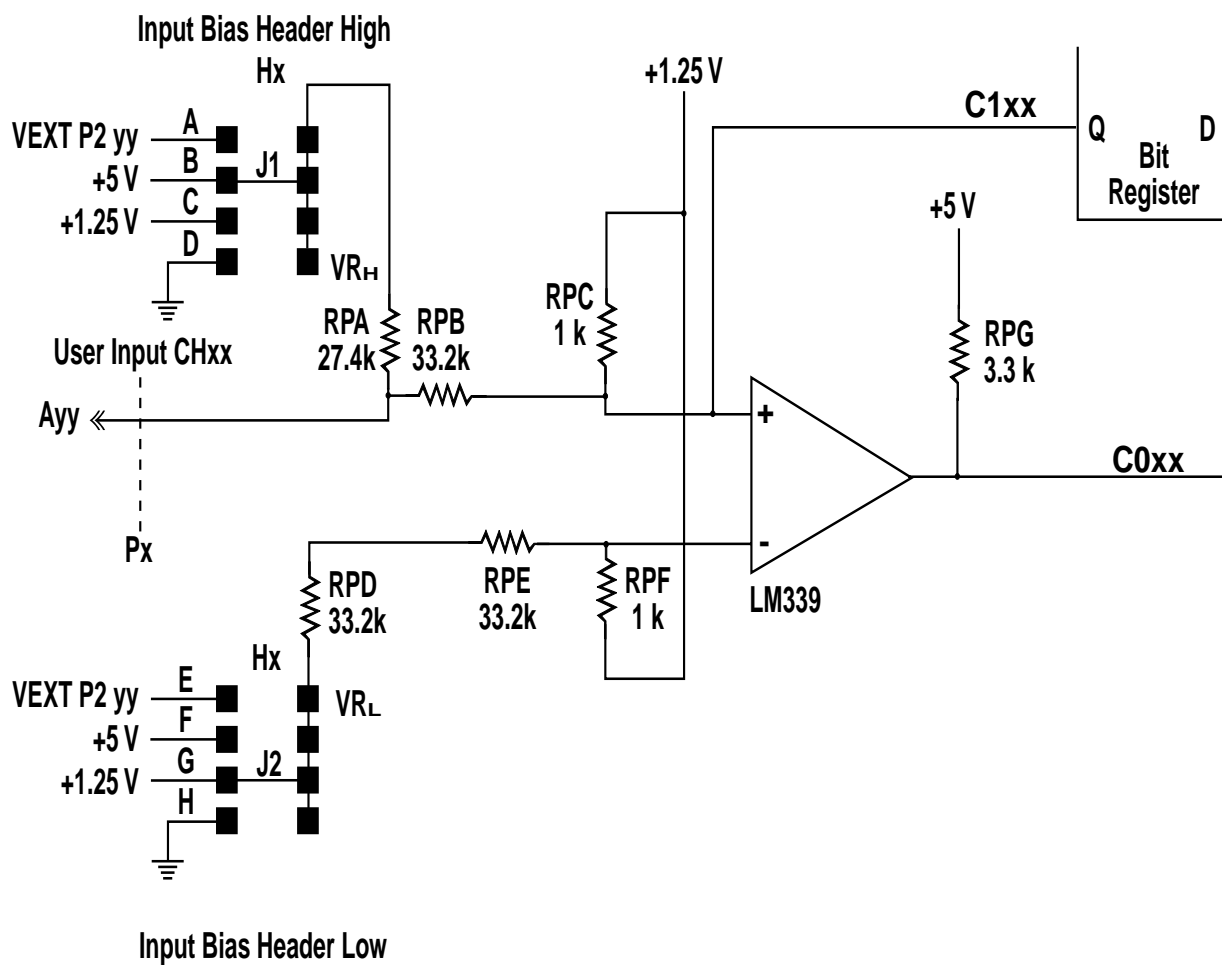 Input Bias Header High
Hx
VEXT P2 yy
A
+5 V
B
J1
+1.25 V
C
D
VRH
+1.25 V
C1xx
Q
D
Bit
Register
+5 V
RPA
27.4k
RPB
33.2k
RPC
1 k
RPG
3.3 k
User Input CHxx
Ayy
Px
+
-
LM339
C0xx
RPD
33.2k
RPE
33.2k
RPF
1 k
Hx
VEXT P2 yy
E
VRL
+5 V
F
+1.25 V
G
J2
H
Input Bias Header Low